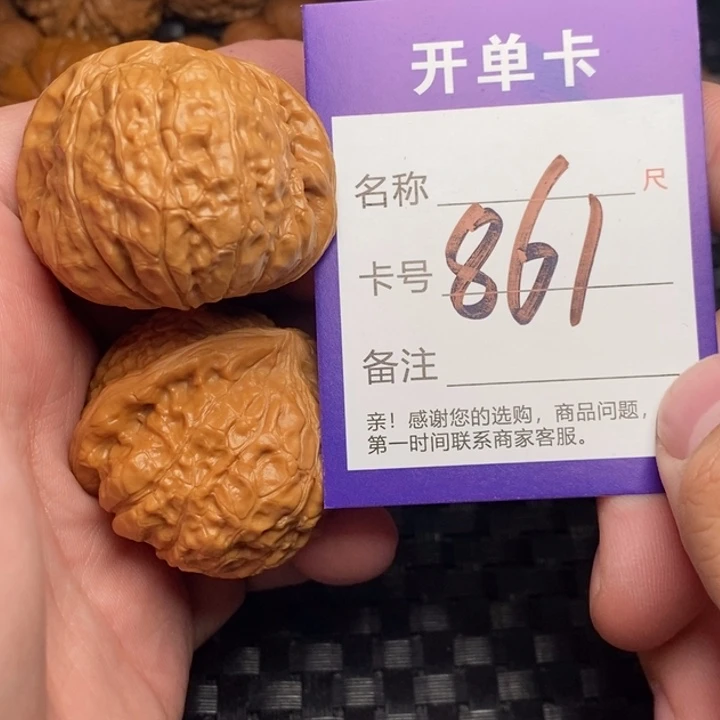 开单卡
名称 尺
卡号 861
备注
亲！感谢您的选购，商品问题，
第一时间联系商家客服。